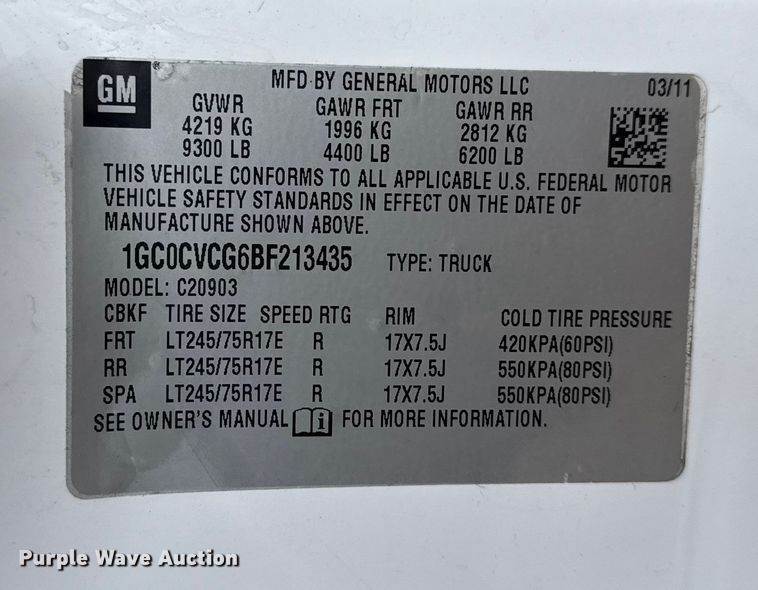 GM
MFD BY GENERAL MOTORS LLC 03/11
GVWR GAWR FRT GAWR RR
4219 KG 1996 KG 2812 KG
9300 LB 4400 LB 6200 LB
THIS VEHICLE CONFORMS TO ALL APPLICABLE U.S. FEDERAL MOTOR
VEHICLE SAFETY STANDARDS IN EFFECT ON THE DATE OF
MANUFACTURE SHOWN ABOVE.
1GC0CVCG6BF213435 TYPE: TRUCK
MODEL: C20903
CBKF TIRE SIZE SPEED RTG RIM COLD TIRE PRESSURE
FRT LT245/75R17E R 17X7.5J 420KPA(60PSI)
RR LT245/75R17E R 17X7.5J 550KPA(80PSI)
SPA LT245/75R17E R 17X7.5J 550KPA(80PSI)
SEE OWNER'S MANUAL i FOR MORE INFORMATION.
Purple Wave Auction